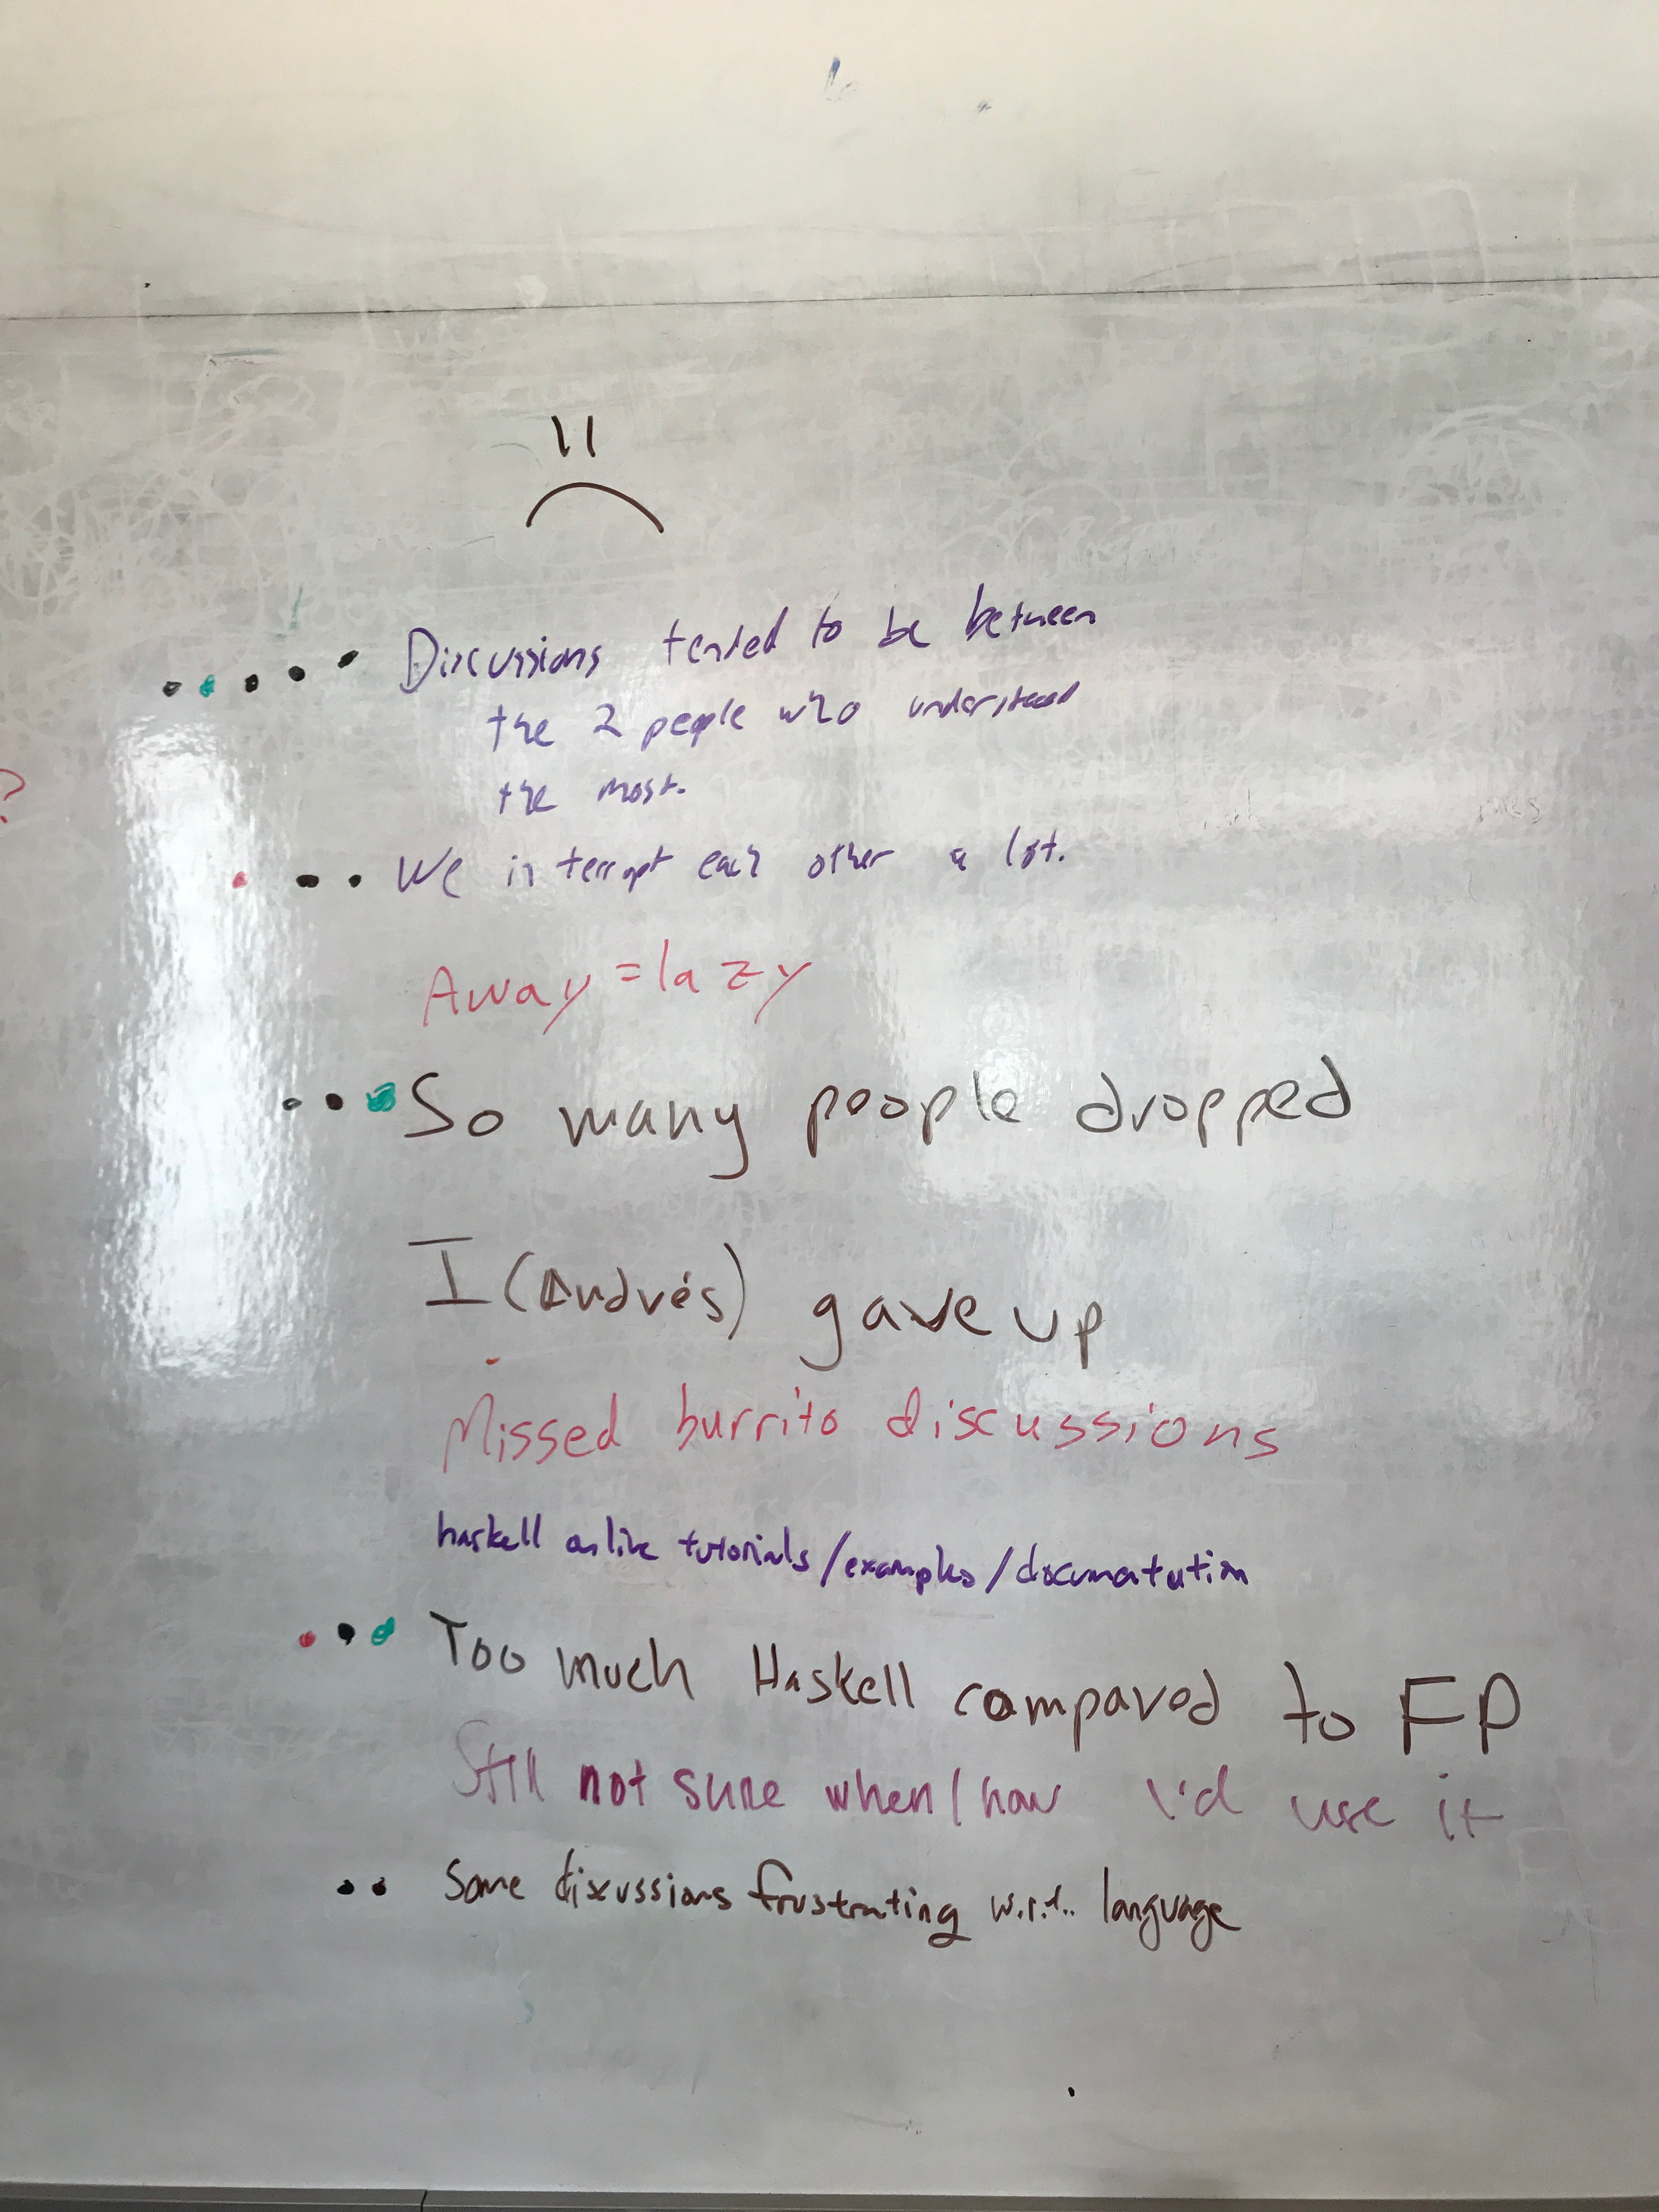 Discussions tended to be between
the 2 people who understood
the most.
?
We interrupt each other a lot.
Away = lazy
So many people dropped
I (Andrés) gave up
Missed burrito discussions
haskell online tutorials / examples / documentation
Too much Haskell compared to FP
Still not sure when / how I'd use it
Some discussions frustrating w.r.t. language